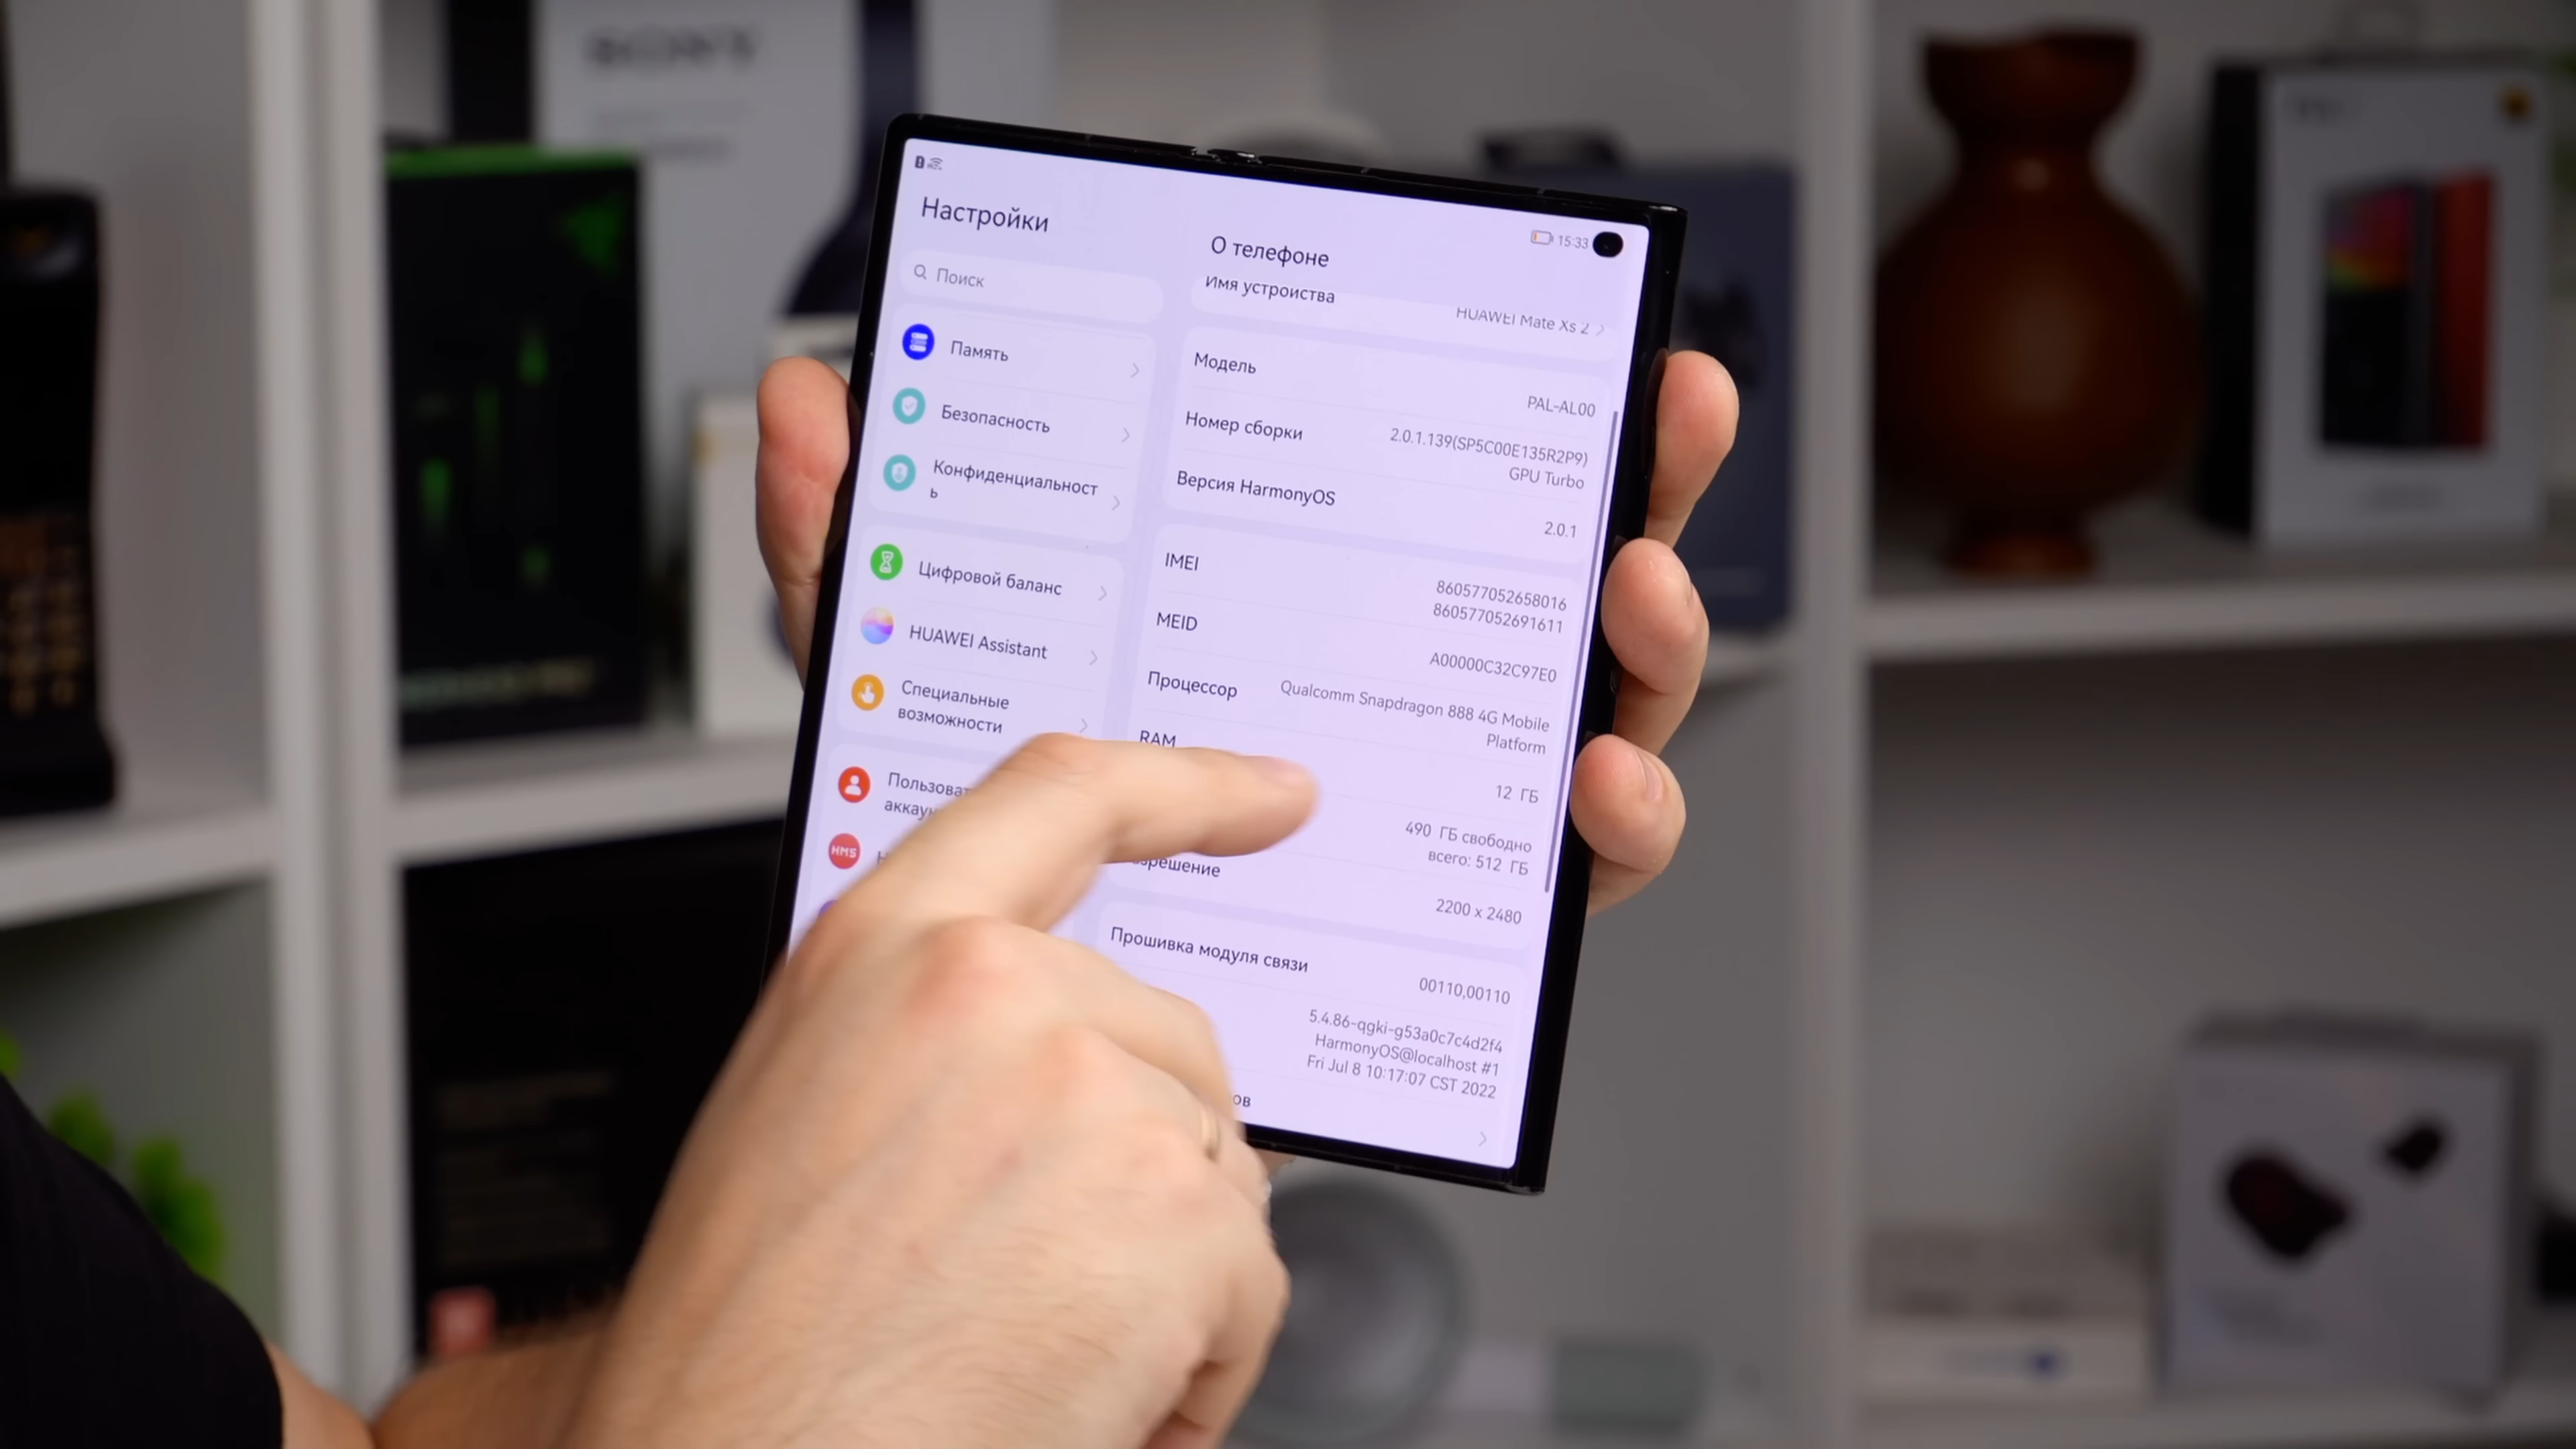 SONY
15:33
Настройки
Поиск
Память
Безопасность
Конфиденциальност
ь
Цифровой баланс
HUAWEI Assistant
Специальные
возможности
HMS
О телефоне
Имя устроиства
HUAWEI Mate Xs 2
Модель
PAL-AL00
Номер сборки
2.0.1.139(SP5C00E135R2P9)
GPU Turbo
Версия HarmonyOS
2.0.1
IMEI
860577052658016
860577052691611
MEID
A00000C32C97E0
Процессор
Qualcomm Snapdragon 888 4G Mobile
Platform
RAM
12 ГБ
490 ГБ свободно
всего: 512 ГБ
2200 x 2480
Прошивка модуля связи
00110,00110
5.4.86-qgki-g53a0c7c4d2f4
HarmonyOS@localhost #1
Fri Jul 8 10:17:07 CST 2022